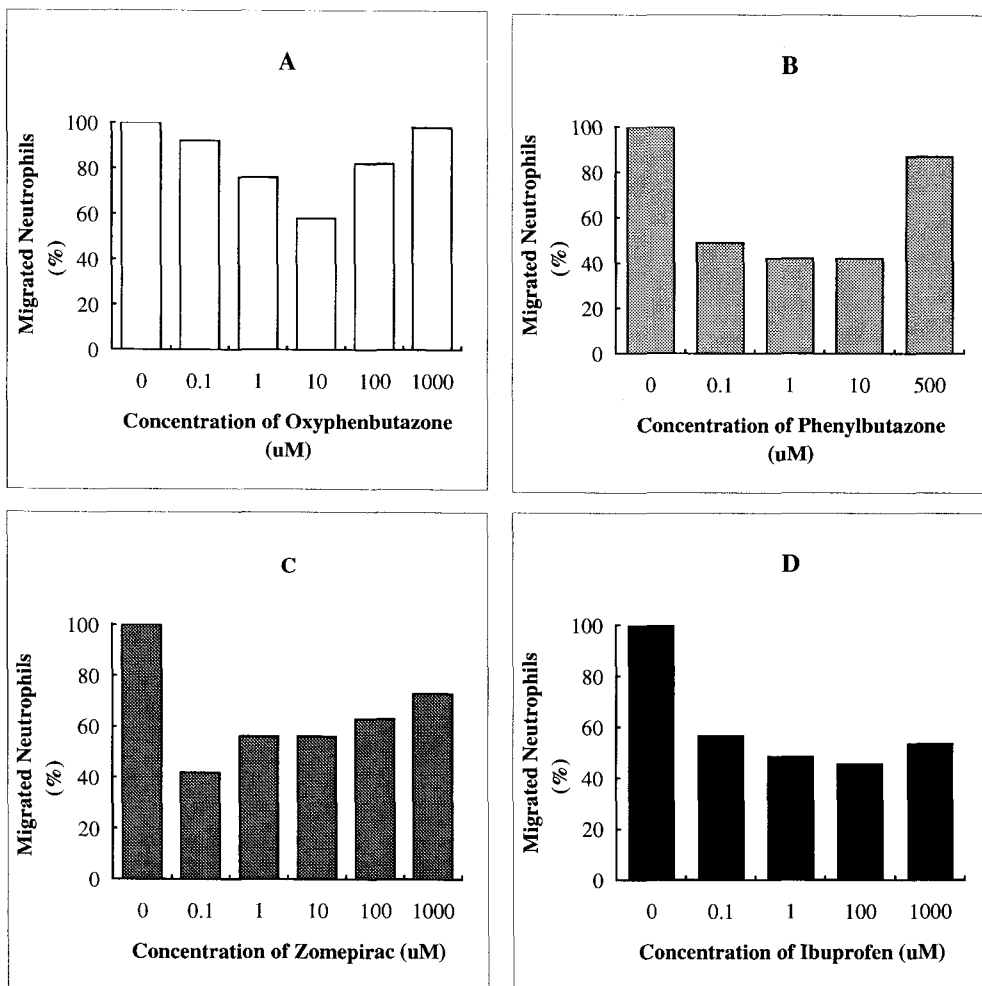 A
Migrated Neutrophils
(%)
100
80
60
40
20
0
0 0.1 1 10 100 1000
Concentration of Oxyphenbutazone
(uM)
B
Migrated Neutrophils
(%)
100
80
60
40
20
0
0 0.1 1 10 500
Concentration of Phenylbutazone
(uM)
C
Migrated Neutrophils
(%)
100
80
60
40
20
0
0 0.1 1 10 100 1000
Concentration of Zomepirac (uM)
D
Migrated Neutrophils
(%)
100
80
60
40
20
0
0 0.1 1 100 1000
Concentration of Ibuprofen (uM)